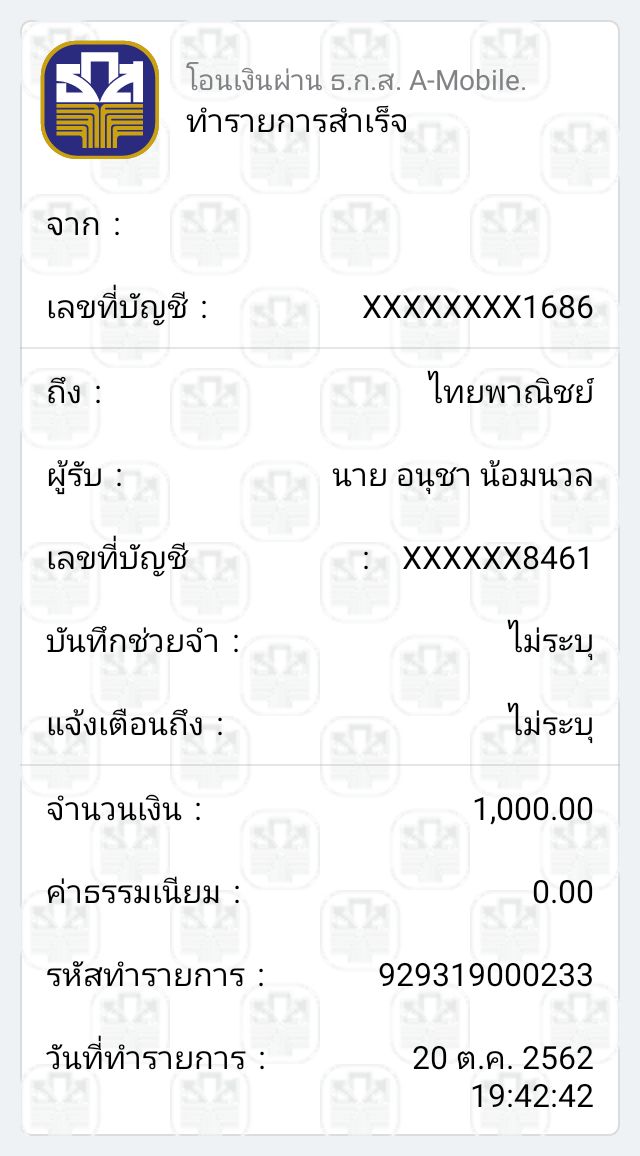 ธกส
โอนเงินผ่าน ธ.ก.ส. A-Mobile.
ทำรายการสำเร็จ
จาก :
เลขที่บัญชี : XXXXXXXX1686
ถึง : ไทยพาณิชย์
ผู้รับ : นาย อนุชา น้อมนวล
เลขที่บัญชี : XXXXXX8461
บันทึกช่วยจำ : ไม่ระบุ
แจ้งเตือนถึง : ไม่ระบุ
จำนวนเงิน : 1,000.00
ค่าธรรมเนียม : 0.00
รหัสทำรายการ : 929319000233
วันที่ทำรายการ : 20 ต.ค. 2562
19:42:42